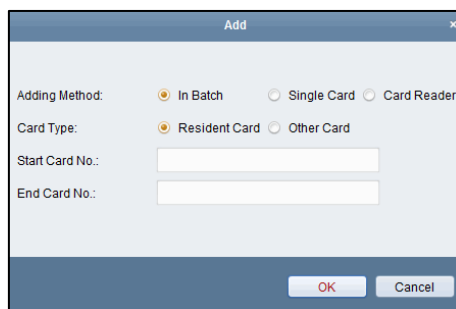 Add ×
Adding Method: In Batch Single Card Card Reader
Card Type: Resident Card Other Card
Start Card No.:
End Card No.:
OK Cancel